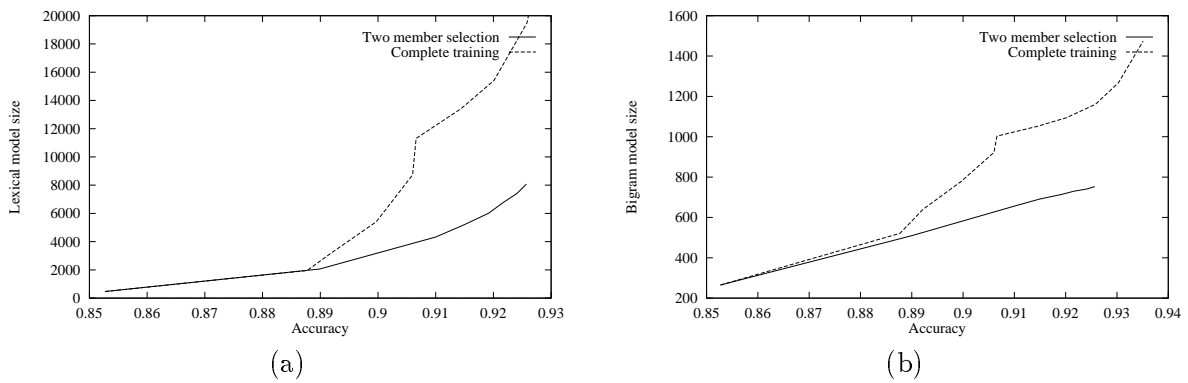 20000
18000
16000
14000
12000
10000
8000
6000
4000
2000
0
Lexical model size
Two member selection
Complete training
0.85 0.86 0.87 0.88 0.89 0.9 0.91 0.92 0.93
Accuracy
(a)
1600
1400
1200
1000
800
600
400
200
Bigram model size
Two member selection
Complete training
0.85 0.86 0.87 0.88 0.89 0.9 0.91 0.92 0.93 0.94
Accuracy
(b)